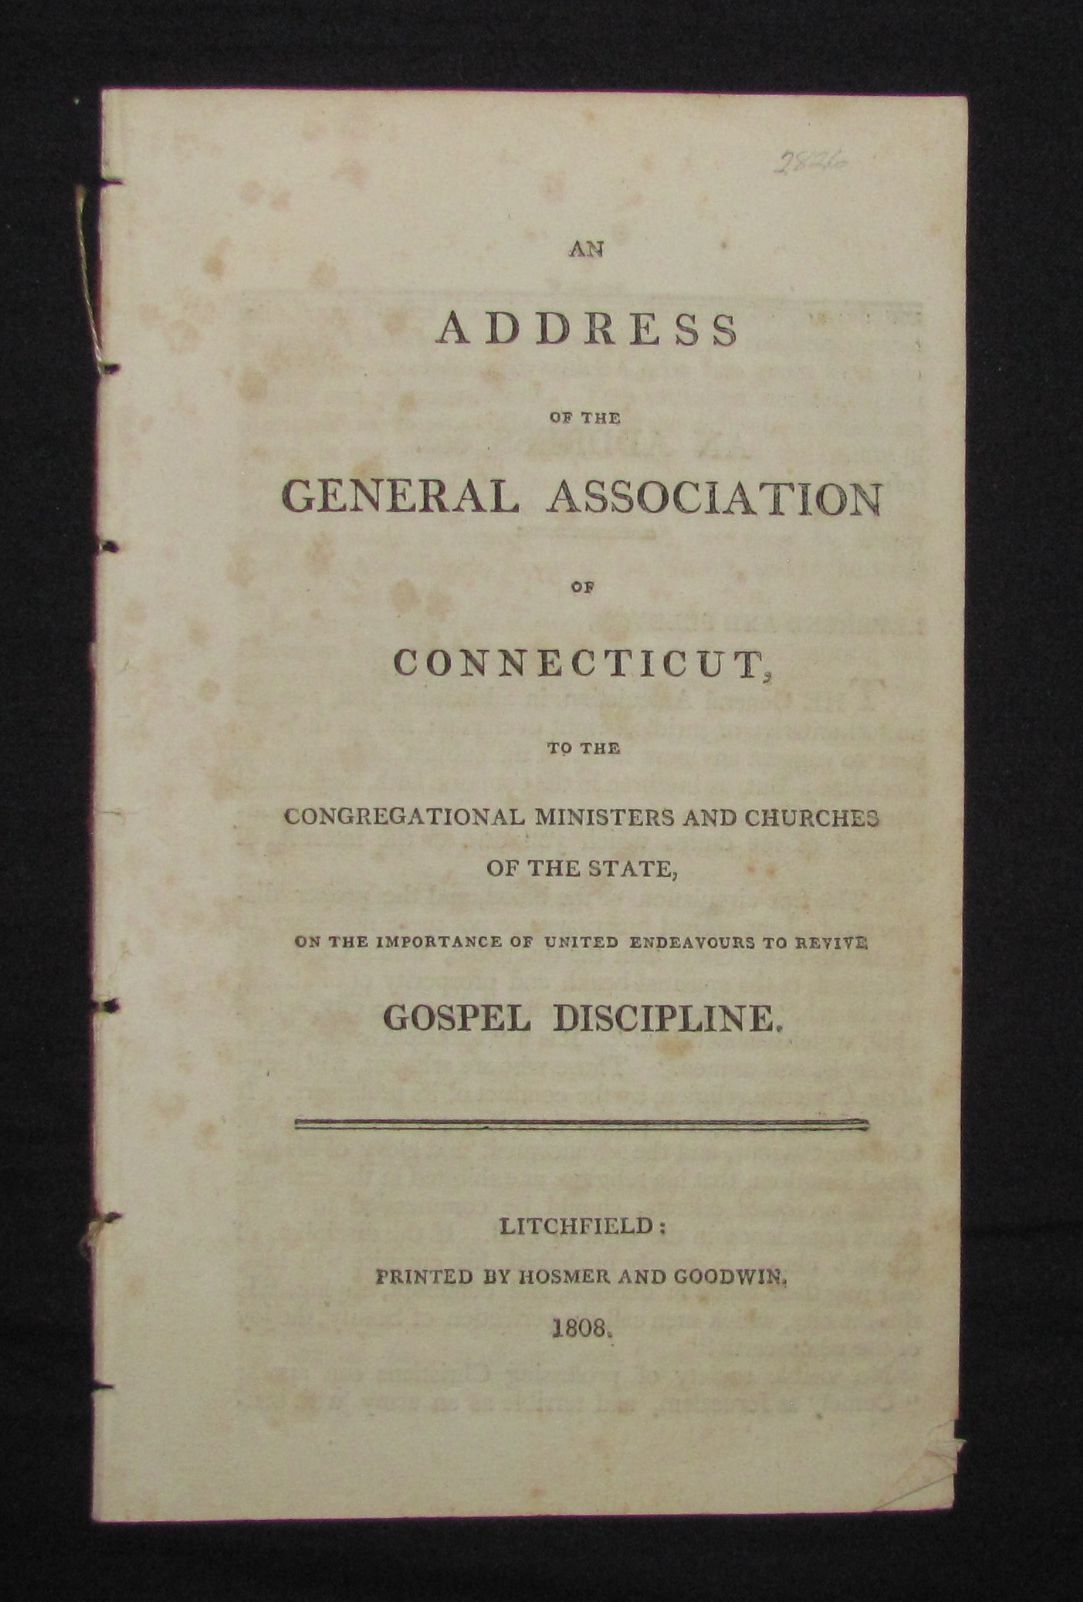 AN
ADDRESS
OF THE
GENERAL ASSOCIATION
OF
CONNECTICUT,
TO THE
CONGREGATIONAL MINISTERS AND CHURCHES
OF THE STATE,
ON THE IMPORTANCE OF UNITED ENDEAVOURS TO REVIVE
GOSPEL DISCIPLINE.
LITCHFIELD:
PRINTED BY HOSMER AND GOODWIN.
1808.